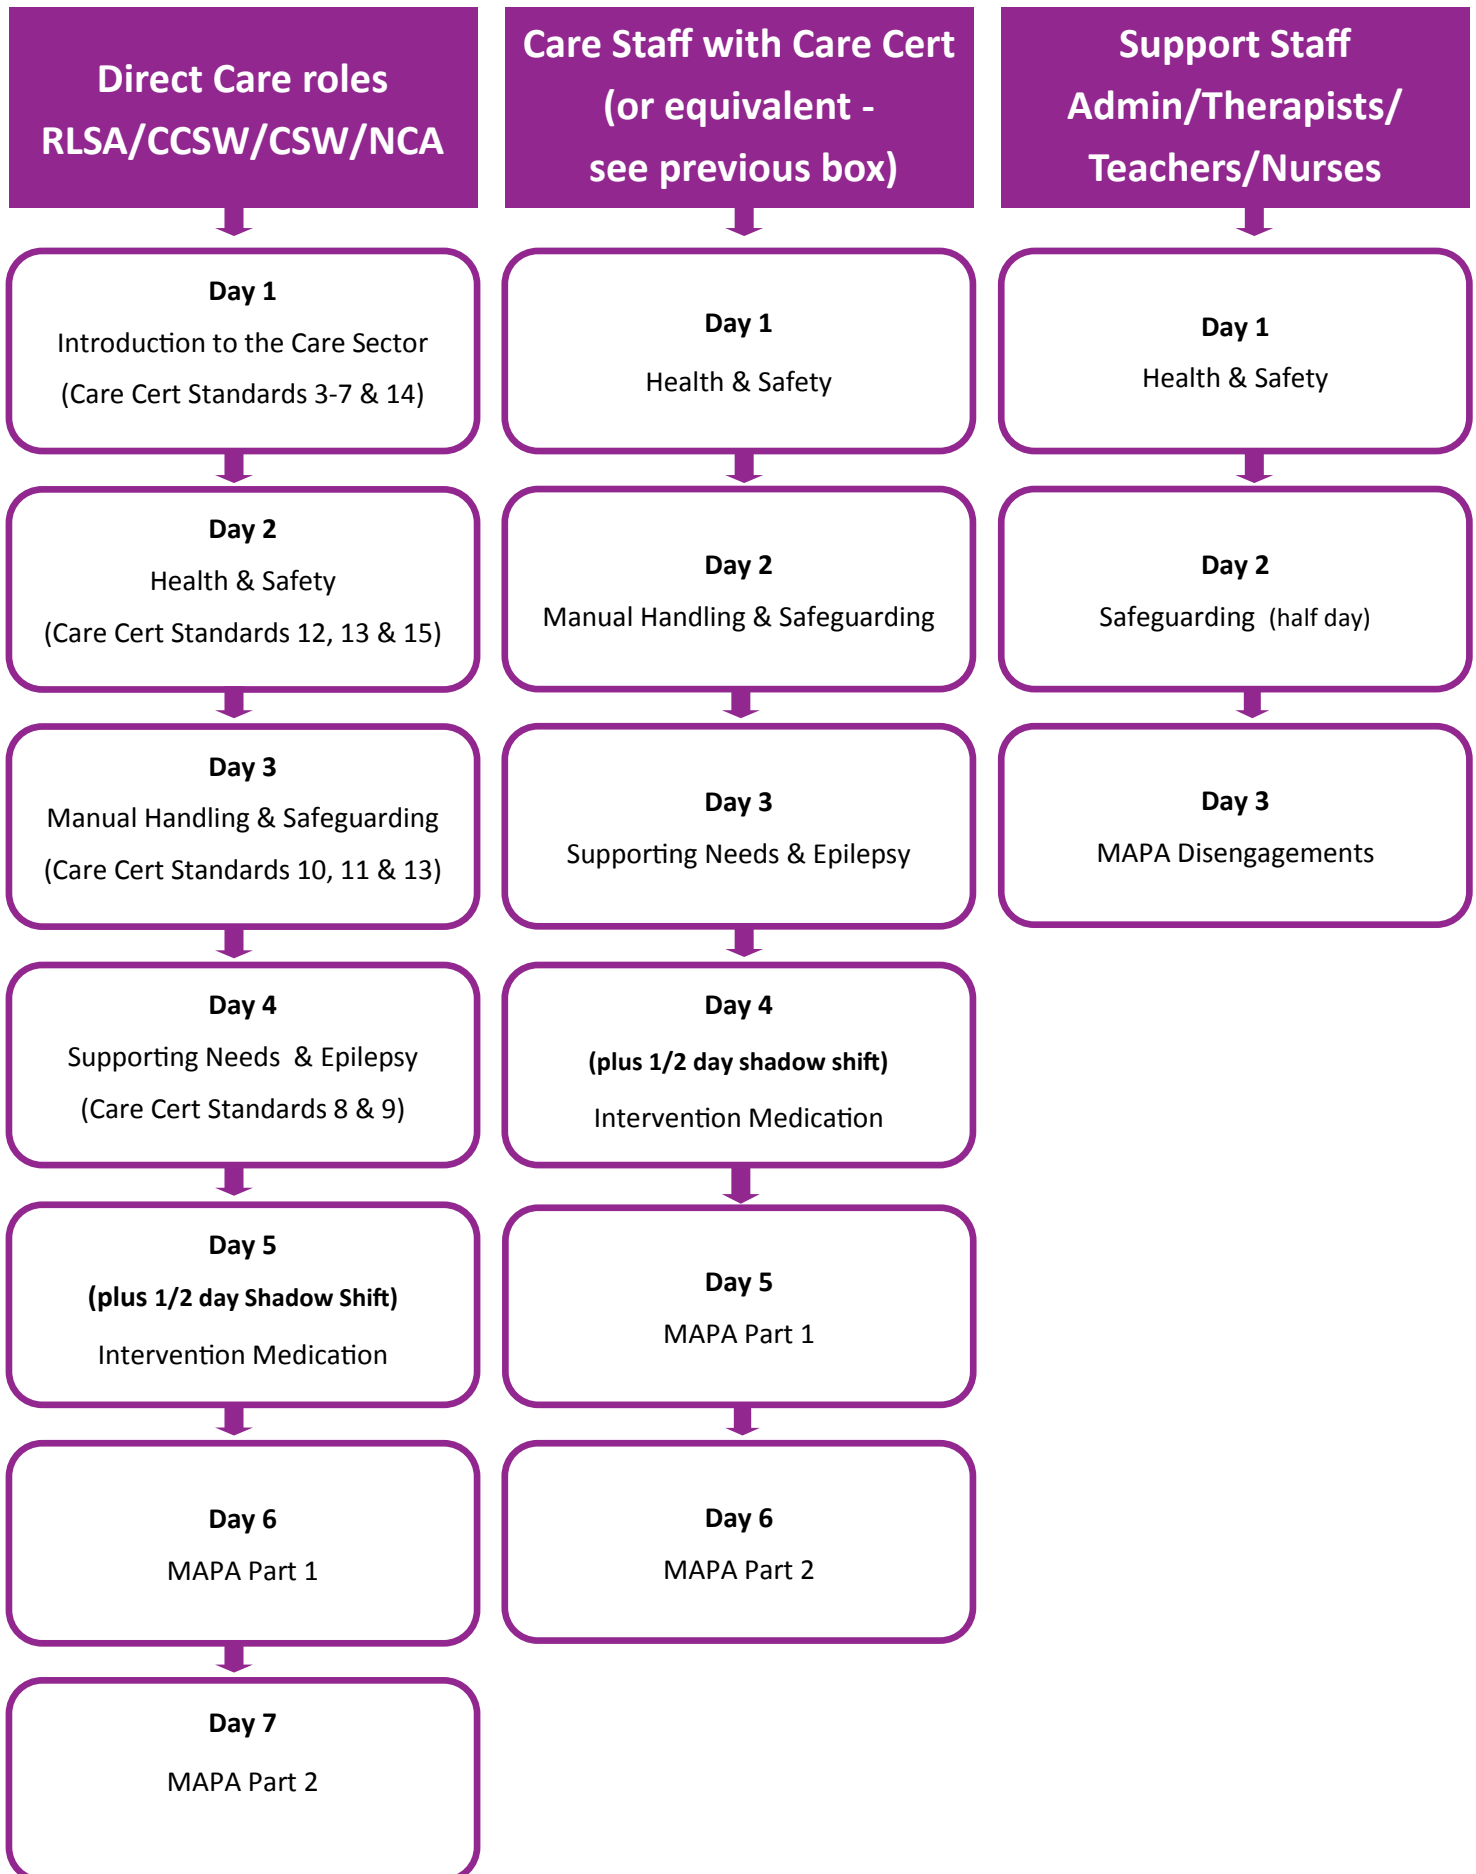 Direct Care roles
RLSA/CCSW/CSW/NCA
Day 1
Introduction to the Care Sector
(Care Cert Standards 3-7 & 14)
Day 2
Health & Safety
(Care Cert Standards 12, 13 & 15)
Day 3
Manual Handling & Safeguarding
(Care Cert Standards 10, 11 & 13)
Day 4
Supporting Needs & Epilepsy
(Care Cert Standards 8 & 9)
Day 5
(plus 1/2 day Shadow Shift)
Intervention Medication
Day 6
MAPA Part 1
Day 7
MAPA Part 2
Care Staff with Care Cert
(or equivalent -
see previous box)
Day 1
Health & Safety
Day 2
Manual Handling & Safeguarding
Day 3
Supporting Needs & Epilepsy
Day 4
(plus 1/2 day shadow shift)
Intervention Medication
Day 5
MAPA Part 1
Day 6
MAPA Part 2
Support Staff
Admin/Therapists/
Teachers/Nurses
Day 1
Health & Safety
Day 2
Safeguarding (half day)
Day 3
MAPA Disengagements